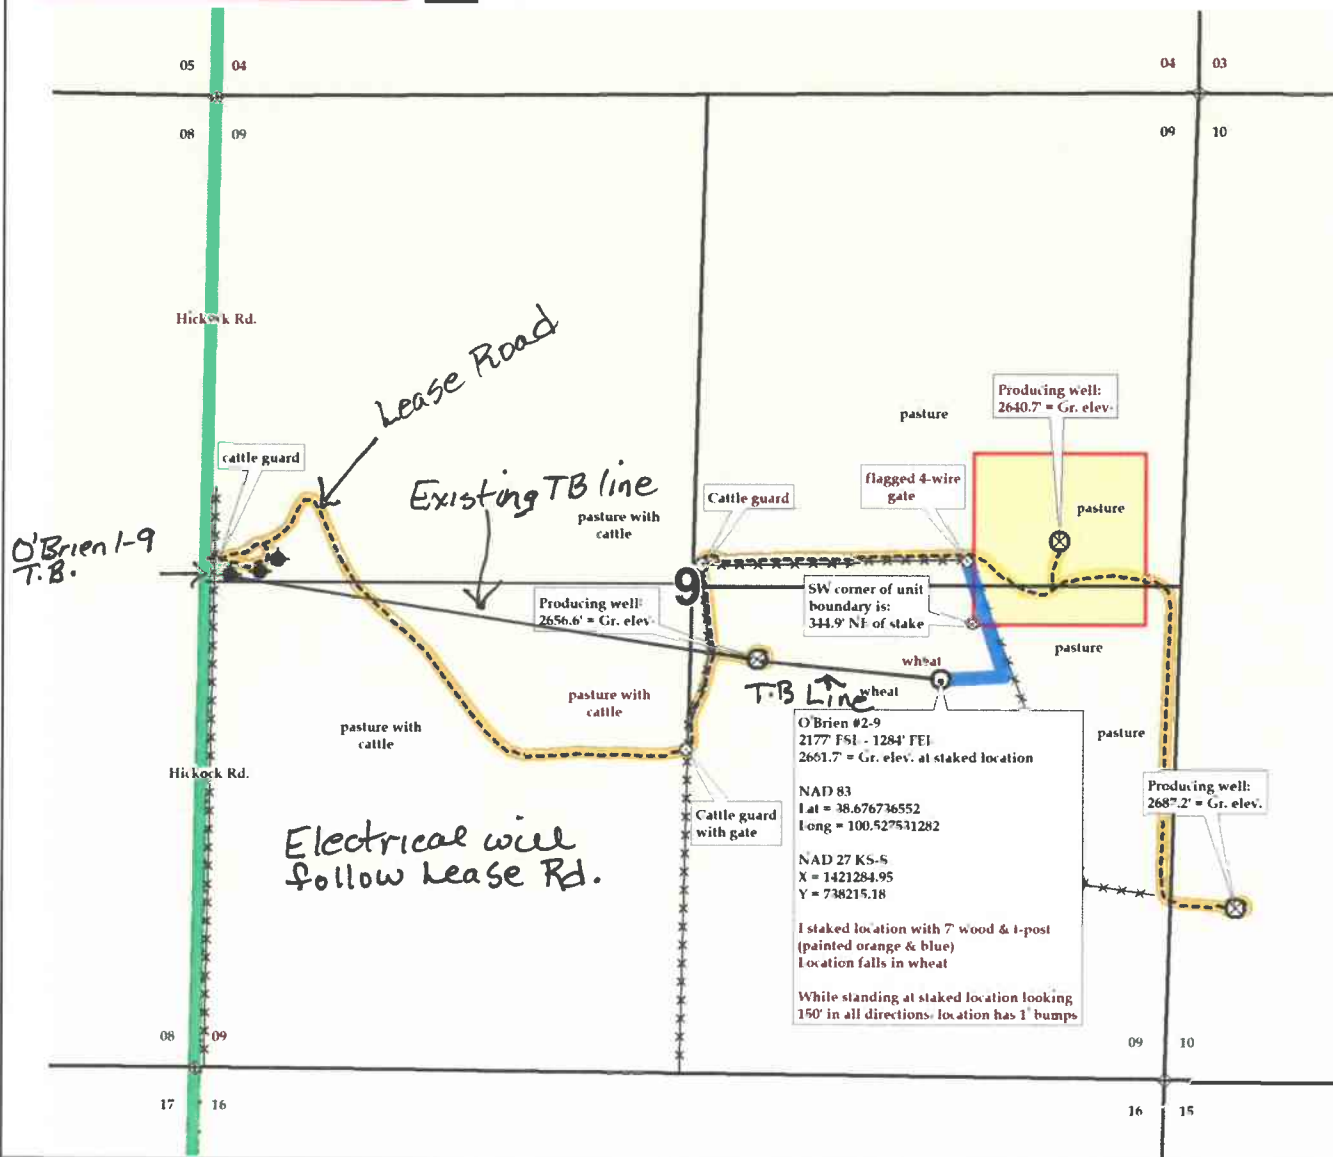 05 04
04 03
08 09
09 10
Hickock Rd.
Lease Road
Producing well:
2640.7' = Gr. elev.
pasture
cattle guard
flagged 4-wire
gate
Existing TB line
Cattle guard
pasture
pasture with
cattle
O'Brien 1-9
T.B.
9
SW corner of unit
boundary is:
344.9' NE of stake
Producing well:
2656.6' = Gr. elev.
pasture
wheat
T.B Line
wheat
pasture with
cattle
pasture with
cattle
O'Brien #2-9
2177' FSL - 1284' FEL
2661.7' = Gr. elev. at staked location
NAD 83
Lat = 38.676736552
Long = 100.527531282
NAD 27 KS-S
X = 1421284.95
Y = 738215.18
I staked location with 7' wood & t-post
(painted orange & blue)
Location falls in wheat
While standing at staked location looking
150' in all directions, location has 1' bumps
pasture
Hickock Rd.
Producing well:
2687.2' = Gr. elev.
Cattle guard
with gate
Electrical will
follow Lease Rd.
08 09
09 10
17 16
16 15